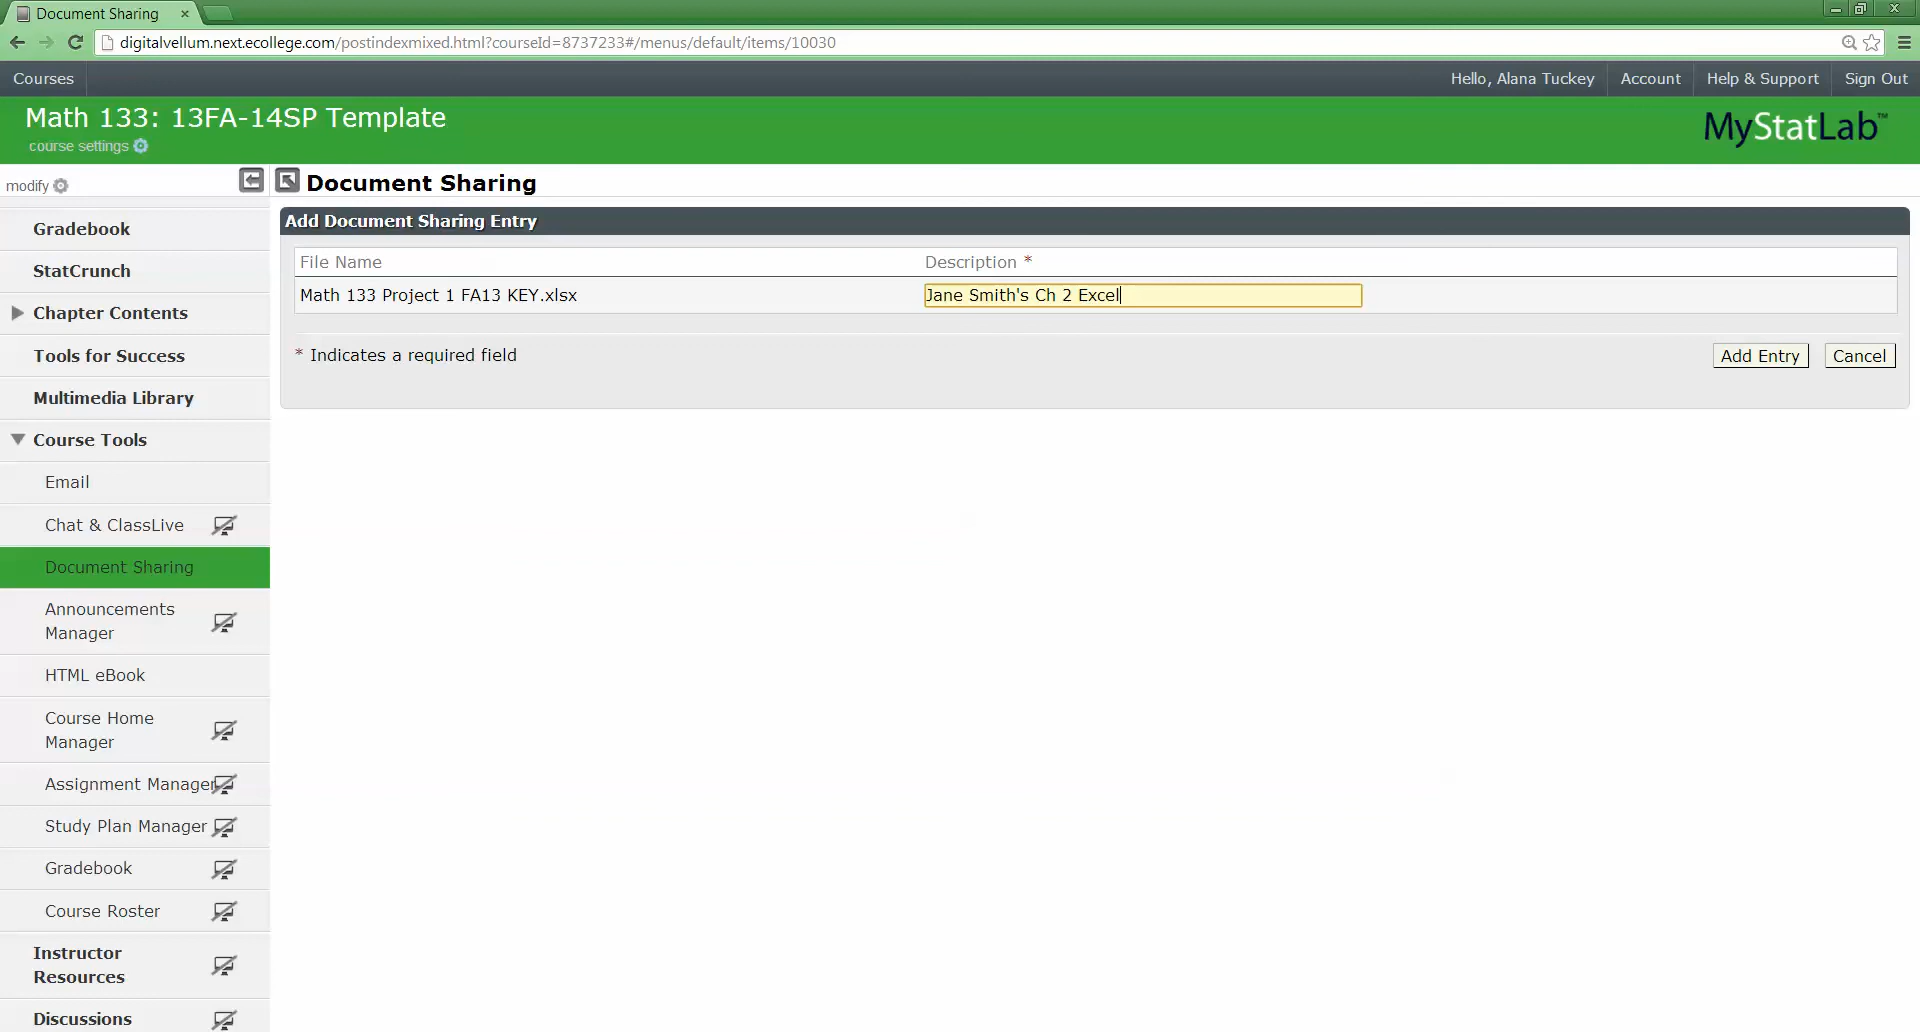 Document Sharing
digitalvellum.next.ecollege.com/postindexmixed.html?courseId=8737233#/menus/default/items/10030
Courses
Hello, Alana Tuckey
Account
Help & Support
Sign Out
Math 133: 13FA-14SP Template
course settings
MyStatLab™
modify
Document Sharing
Gradebook
StatCrunch
Chapter Contents
Tools for Success
Multimedia Library
Course Tools
Email
Chat & ClassLive
Document Sharing
Announcements
Manager
HTML eBook
Course Home
Manager
Assignment Manager
Study Plan Manager
Gradebook
Course Roster
Instructor
Resources
Discussions
Add Document Sharing Entry
File Name
Description *
Math 133 Project 1 FA13 KEY.xlsx
Jane Smith's Ch 2 Excel
* Indicates a required field
Add Entry
Cancel